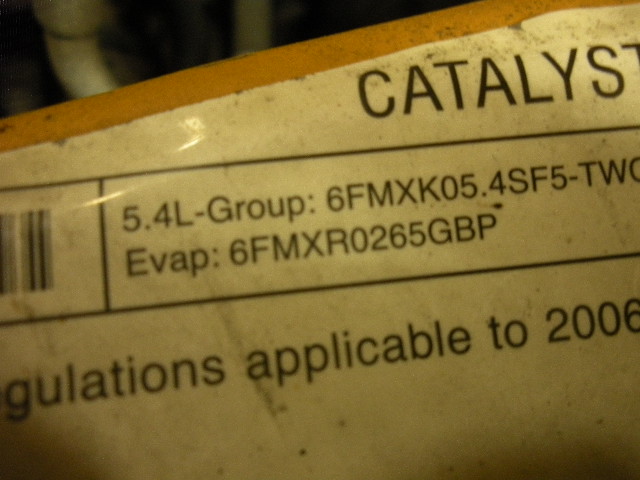 CATALYST
5.4L-Group: 6FMXK05.4SF5-TWC
Evap: 6FMXR0265GBP
gulations applicable to 2006